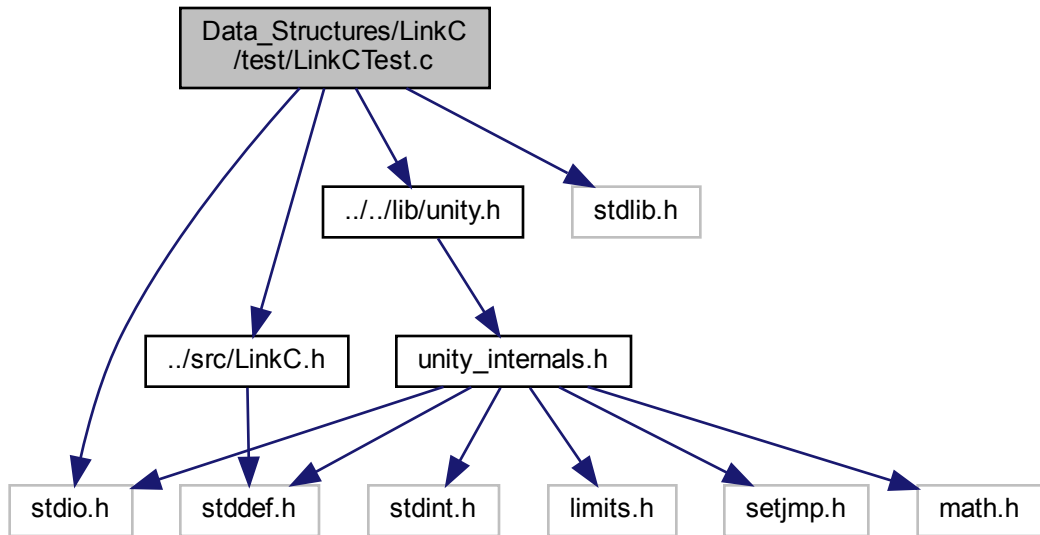 Data_Structures/LinkC
/test/LinkCTest.c
../../lib/unity.h
stdlib.h
../src/LinkC.h
unity_internals.h
stdio.h
stddef.h
stdint.h
limits.h
setjmp.h
math.h